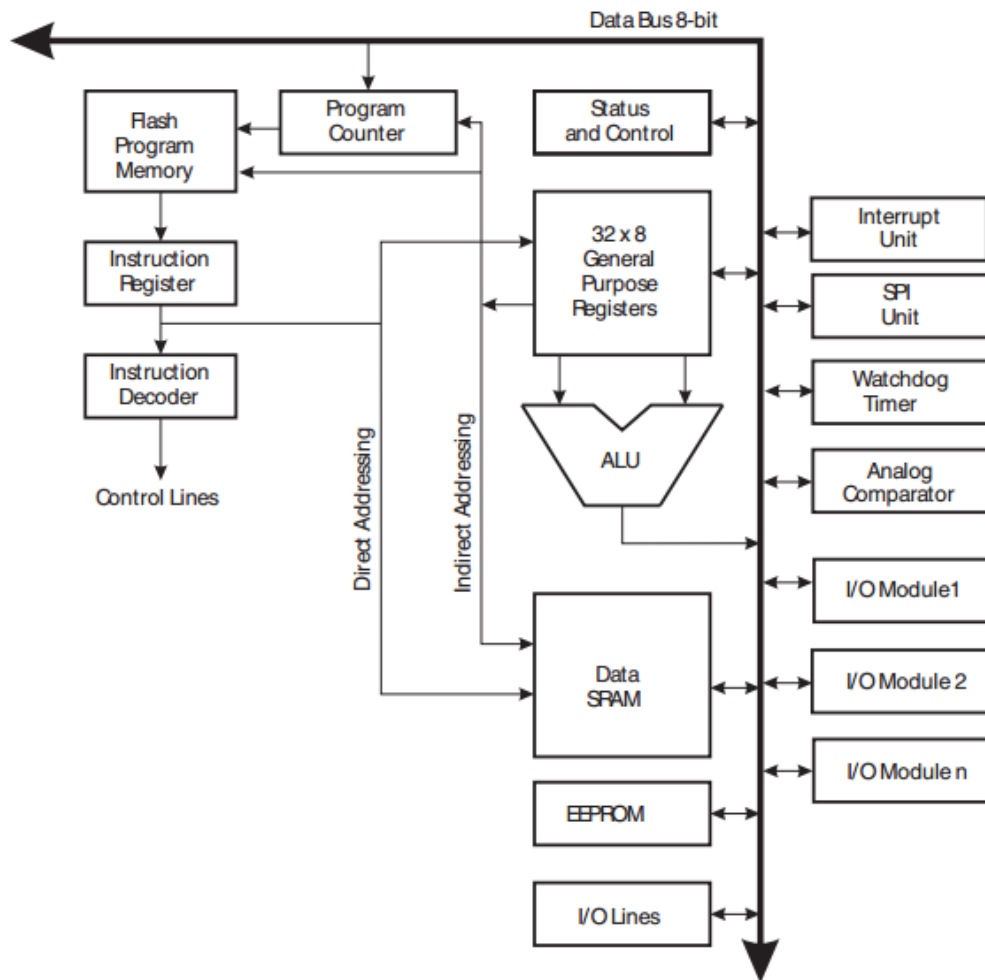 Data Bus 8-bit
Flash
Program
Memory
Program
Counter
Status
and Control
Instruction
Register
32 x 8
General
Purpose
Registers
Interrupt
Unit
SPI
Unit
Instruction
Decoder
Watchdog
Timer
Control Lines
Direct Addressing
Indirect Addressing
ALU
Analog
Comparator
I/O Module1
Data
SRAM
I/O Module 2
I/O Module n
EEPROM
I/O Lines